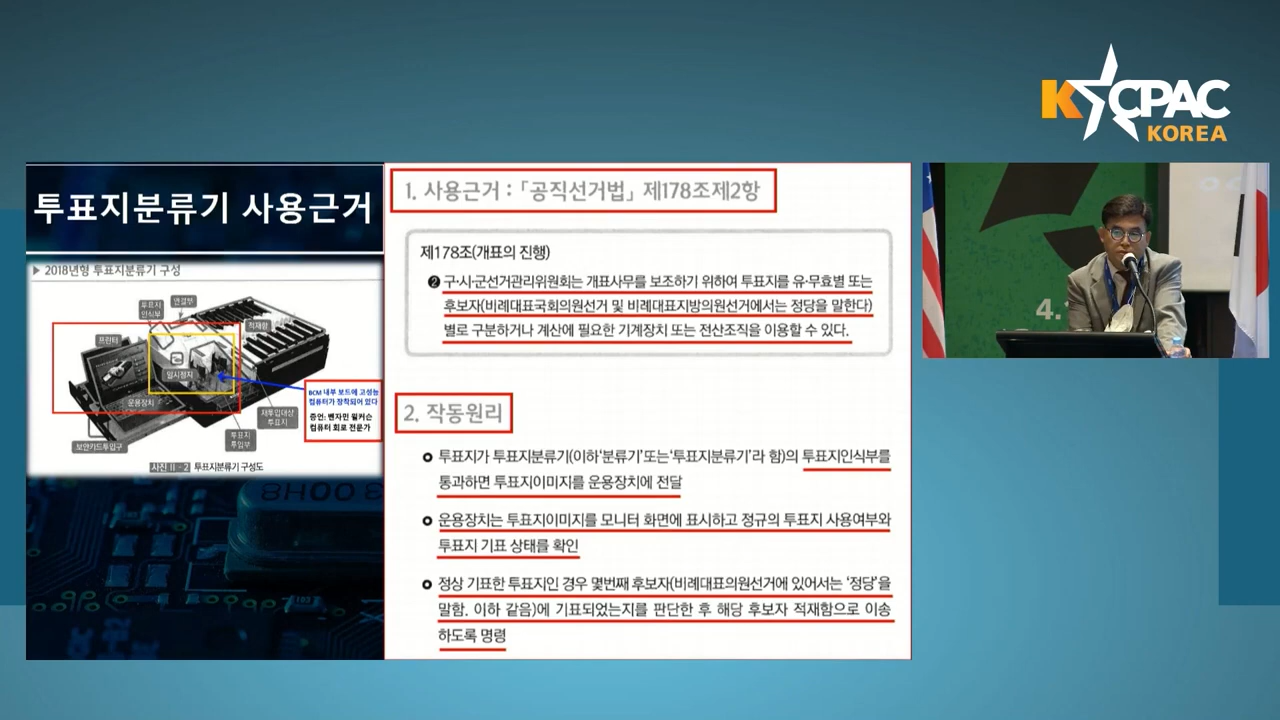 K CPAC
KOREA
투표지분류기 사용근거
▶ 2018년형 투표지분류기 구성
투표지
인식부
연결부
적재함
프린터
일시정지
운용장치
보안카드투입구
투표지
투입부
재투입대상
투표지
BCM 내부 보드에 고성능
컴퓨터가 장착되어 있다
증언: 벤자민 윌커슨
컴퓨터 회로 전문가
사진 Ⅱ-2 투표지분류기 구성도
8H00 8
1. 사용근거 : 「공직선거법」 제178조제2항
제178조(개표의 진행)
❷ 구·시·군선거관리위원회는 개표사무를 보조하기 위하여 투표지를 유·무효별 또는
후보자(비례대표국회의원선거 및 비례대표지방의원선거에서는 정당을 말한다)
별로 구분하거나 계산에 필요한 기계장치 또는 전산조직을 이용할 수 있다.
2. 작동원리
투표지가 투표지분류기(이하'분류기'또는'투표지분류기'라 함)의 투표지인식부를
통과하면 투표지이미지를 운용장치에 전달
운용장치는 투표지이미지를 모니터 화면에 표시하고 정규의 투표지 사용여부와
투표지 기표 상태를 확인
정상 기표한 투표지인 경우 몇번째 후보자(비례대표의원선거에 있어서는 '정당'을
말함. 이하 같음)에 기표되었는지를 판단한 후 해당 후보자 적재함으로 이송
하도록 명령
4.